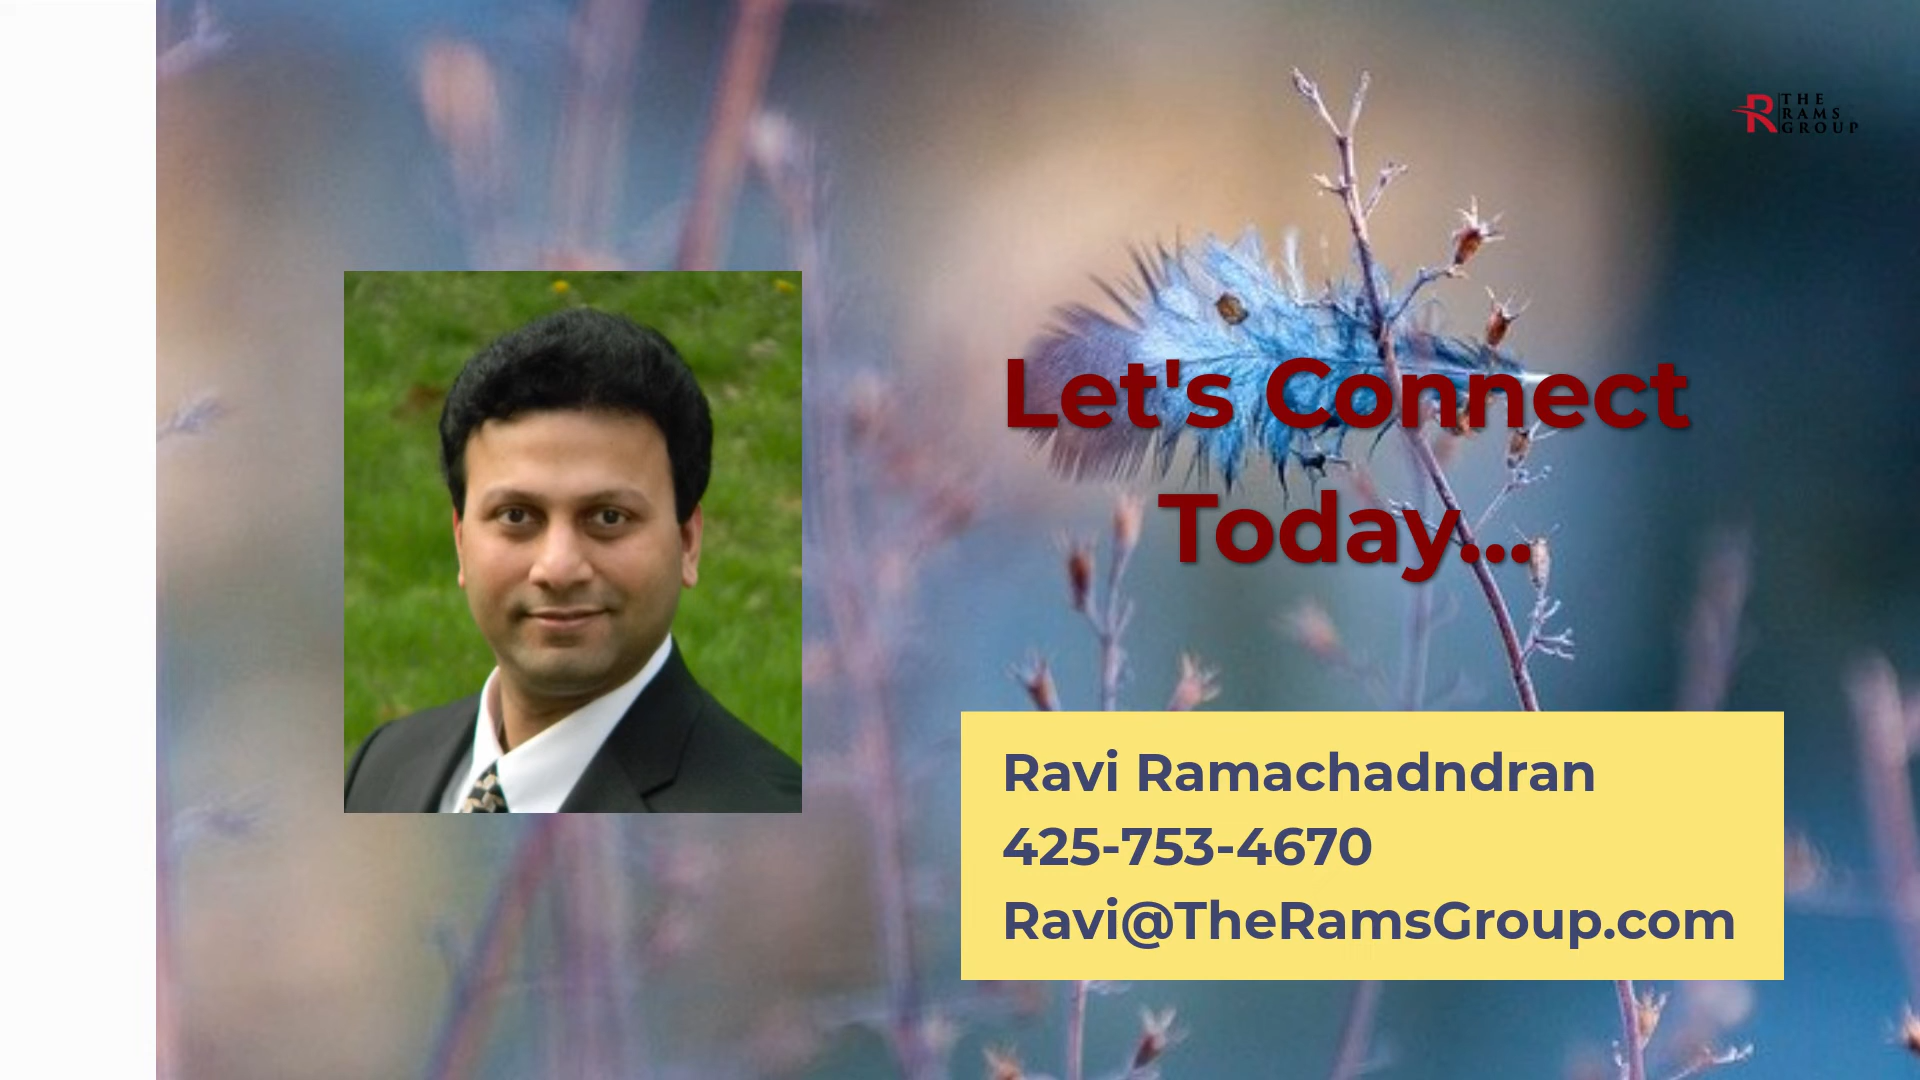 THE
RAMS
GROUP
Let's Connect
Today...
Ravi Ramachadndran
425-753-4670
Ravi@TheRamsGroup.com